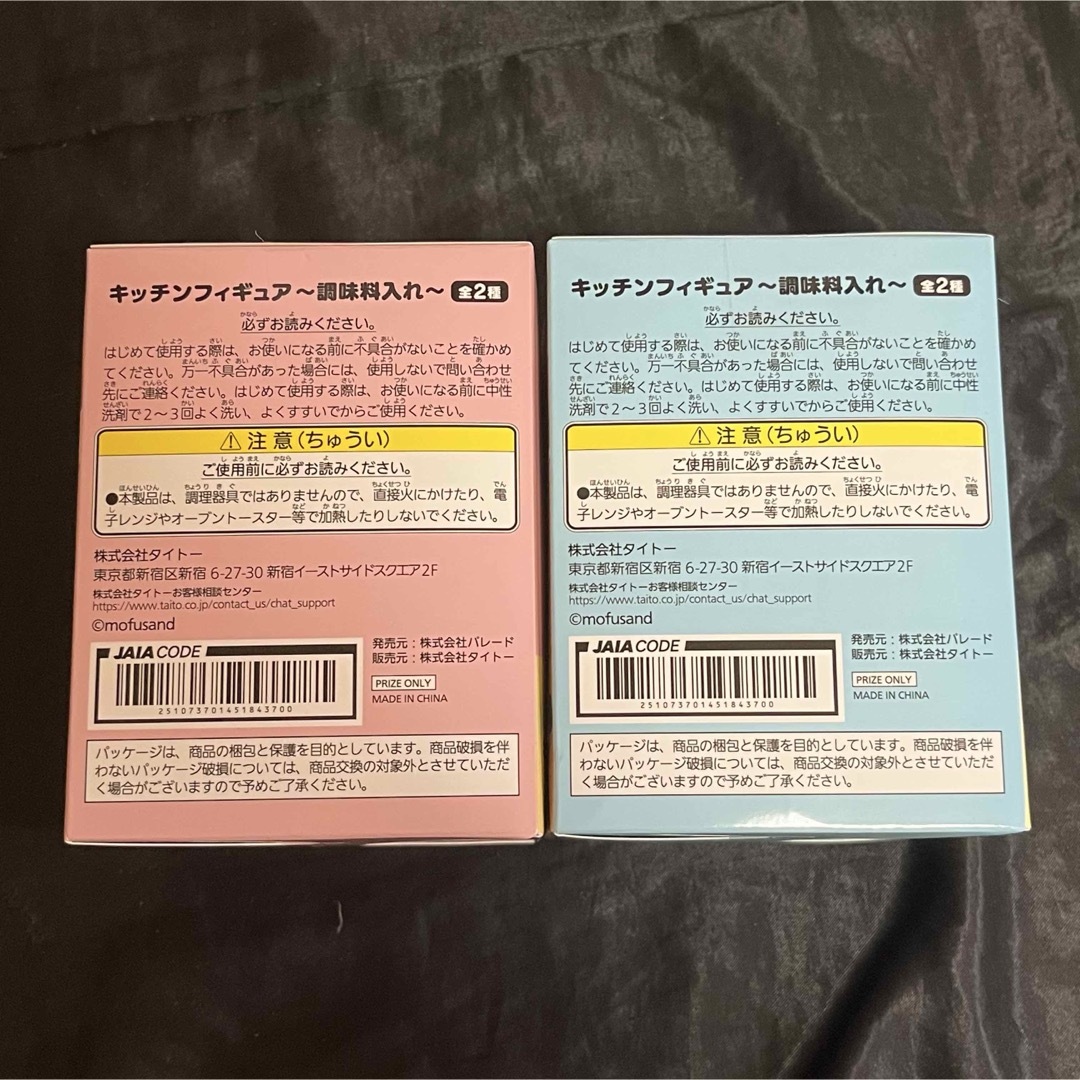 キッチンフィギュア〜調味料入れ〜 全2種
必ずお読みください。
はじめて使用する際は、お使いになる前に不具合がないことを確かめ
てください。万一不具合があった場合には、使用しないで問い合わせ
先にご連絡ください。はじめて使用する際は、お使いになる前に中性
洗剤で2〜3回よく洗い、よくすすいでからご使用ください。
⚠注意(ちゅうい)
ご使用前に必ずお読みください。
●本製品は、調理器具ではありませんので、直接火にかけたり、電
子レンジやオーブントースター等で加熱したりしないでください。
株式会社タイトー
東京都新宿区新宿 6-27-30 新宿イーストサイドスクエア2F
株式会社タイトーお客様相談センター
https://www.taito.co.jp/contact_us/chat_support
©mofusand
JAIA CODE
251073701451843700
発売元：株式会社パレード
販売元：株式会社タイトー
PRIZE ONLY
MADE IN CHINA
パッケージは、商品の梱包と保護を目的としています。商品破損を伴
わないパッケージ破損については、商品交換の対象外とさせていただ
く場合がございますので予めご了承ください。
キッチンフィギュア〜調味料入れ〜 全2種
必ずお読みください。
はじめて使用する際は、お使いになる前に不具合がないことを確かめ
てください。万一不具合があった場合には、使用しないで問い合わせ
先にご連絡ください。はじめて使用する際は、お使いになる前に中性
洗剤で2〜3回よく洗い、よくすすいでからご使用ください。
⚠注意(ちゅうい)
ご使用前に必ずお読みください。
●本製品は、調理器具ではありませんので、直接火にかけたり、電
子レンジやオーブントースター等で加熱したりしないでください。
株式会社タイトー
東京都新宿区新宿 6-27-30 新宿イーストサイドスクエア2F
株式会社タイトーお客様相談センター
https://www.taito.co.jp/contact_us/chat_support
©mofusand
JAIA CODE
251073701451843700
発売元：株式会社パレード
販売元：株式会社タイトー
PRIZE ONLY
MADE IN CHINA
パッケージは、商品の梱包と保護を目的としています。商品破損を伴
わないパッケージ破損については、商品交換の対象外とさせていただ
く場合がございますので予めご了承ください。